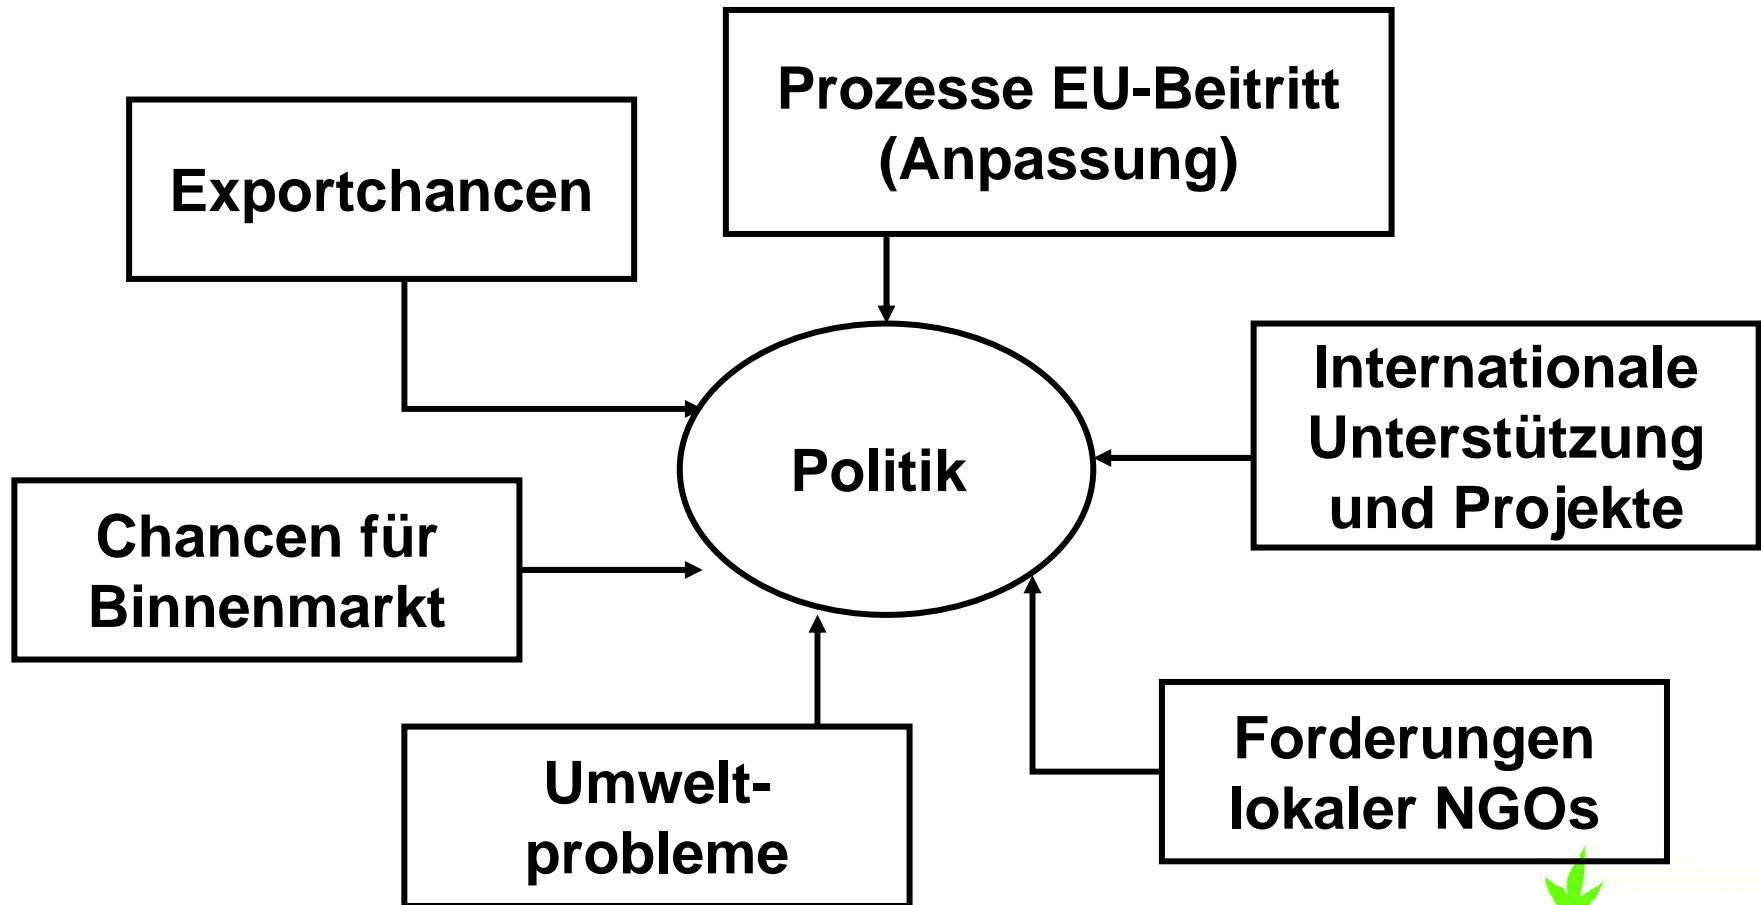 Prozesse EU-Beitritt
(Anpassung)
Exportchancen
Internationale
Unterstützung
und Projekte
Politik
Chancen für
Binnenmarkt
Forderungen
lokaler NGOs
Umwelt-
probleme